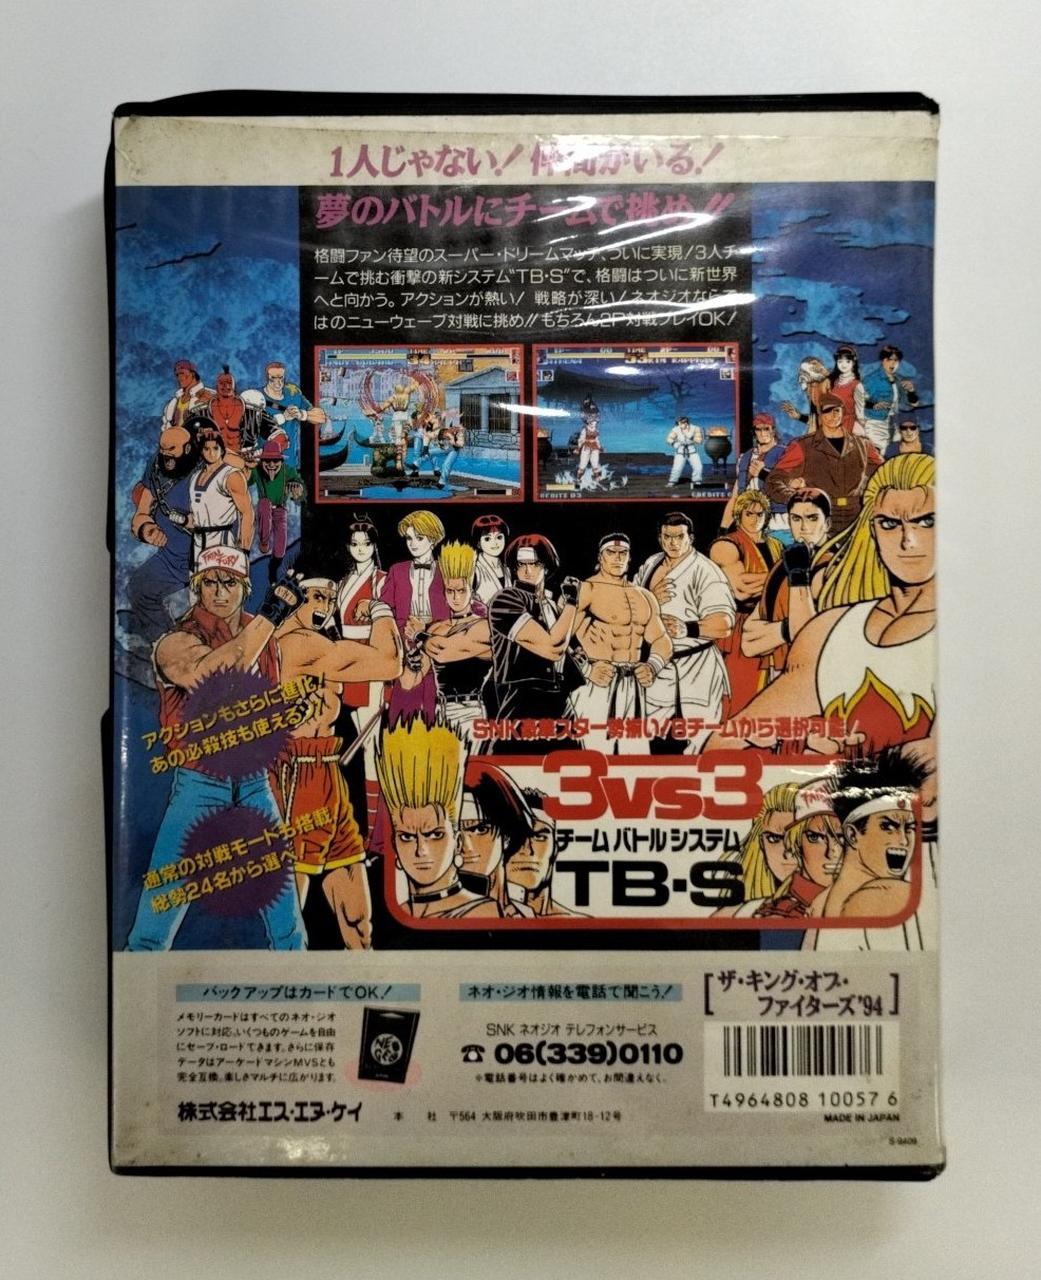 1人じゃない！仲間がいる！
夢のバトルにチームで挑め!!
格闘ファン待望のスーパー・ドリームマッチ、ついに実現！3人チ
ームで挑む衝撃の新システム“TB・S”で、格闘はついに新世界
へと向かう。アクションが熱い！ 戦略が深い！ネオジオならで
はのニューウェーブ対戦に挑め!!もちろん2P対戦プレイOK！
FATAL FURY
アクションもさらに進化！
あの必殺技も使える!!
通常の対戦モードも搭載
総勢24名から選べ！
SNK豪華スター勢揃い！8チームから選択可能！
3vs3
チーム バトル システム
TB・S
バックアップはカードでOK！
メモリーカードはすべてのネオ・ジオ
ソフトに対応。いくつものゲームを自由
にセーブ・ロードできます。さらに保存
データはアーケードマシンMVSとも
完全互換。楽しさマルチに広がります。
NEO GEO
ネオ・ジオ情報を電話で聞こう！
SNK ネオジオ テレフォンサービス
☎ 06(339)0110
※電話番号はよく確かめて、お間違えなく。
[ザ・キング・オブ・
ファイターズ’94]
T4964808 10057 6
MADE IN JAPAN
株式会社エス・エヌ・ケイ 本 社 〒564 大阪府吹田市豊津町18-12号
S-9409